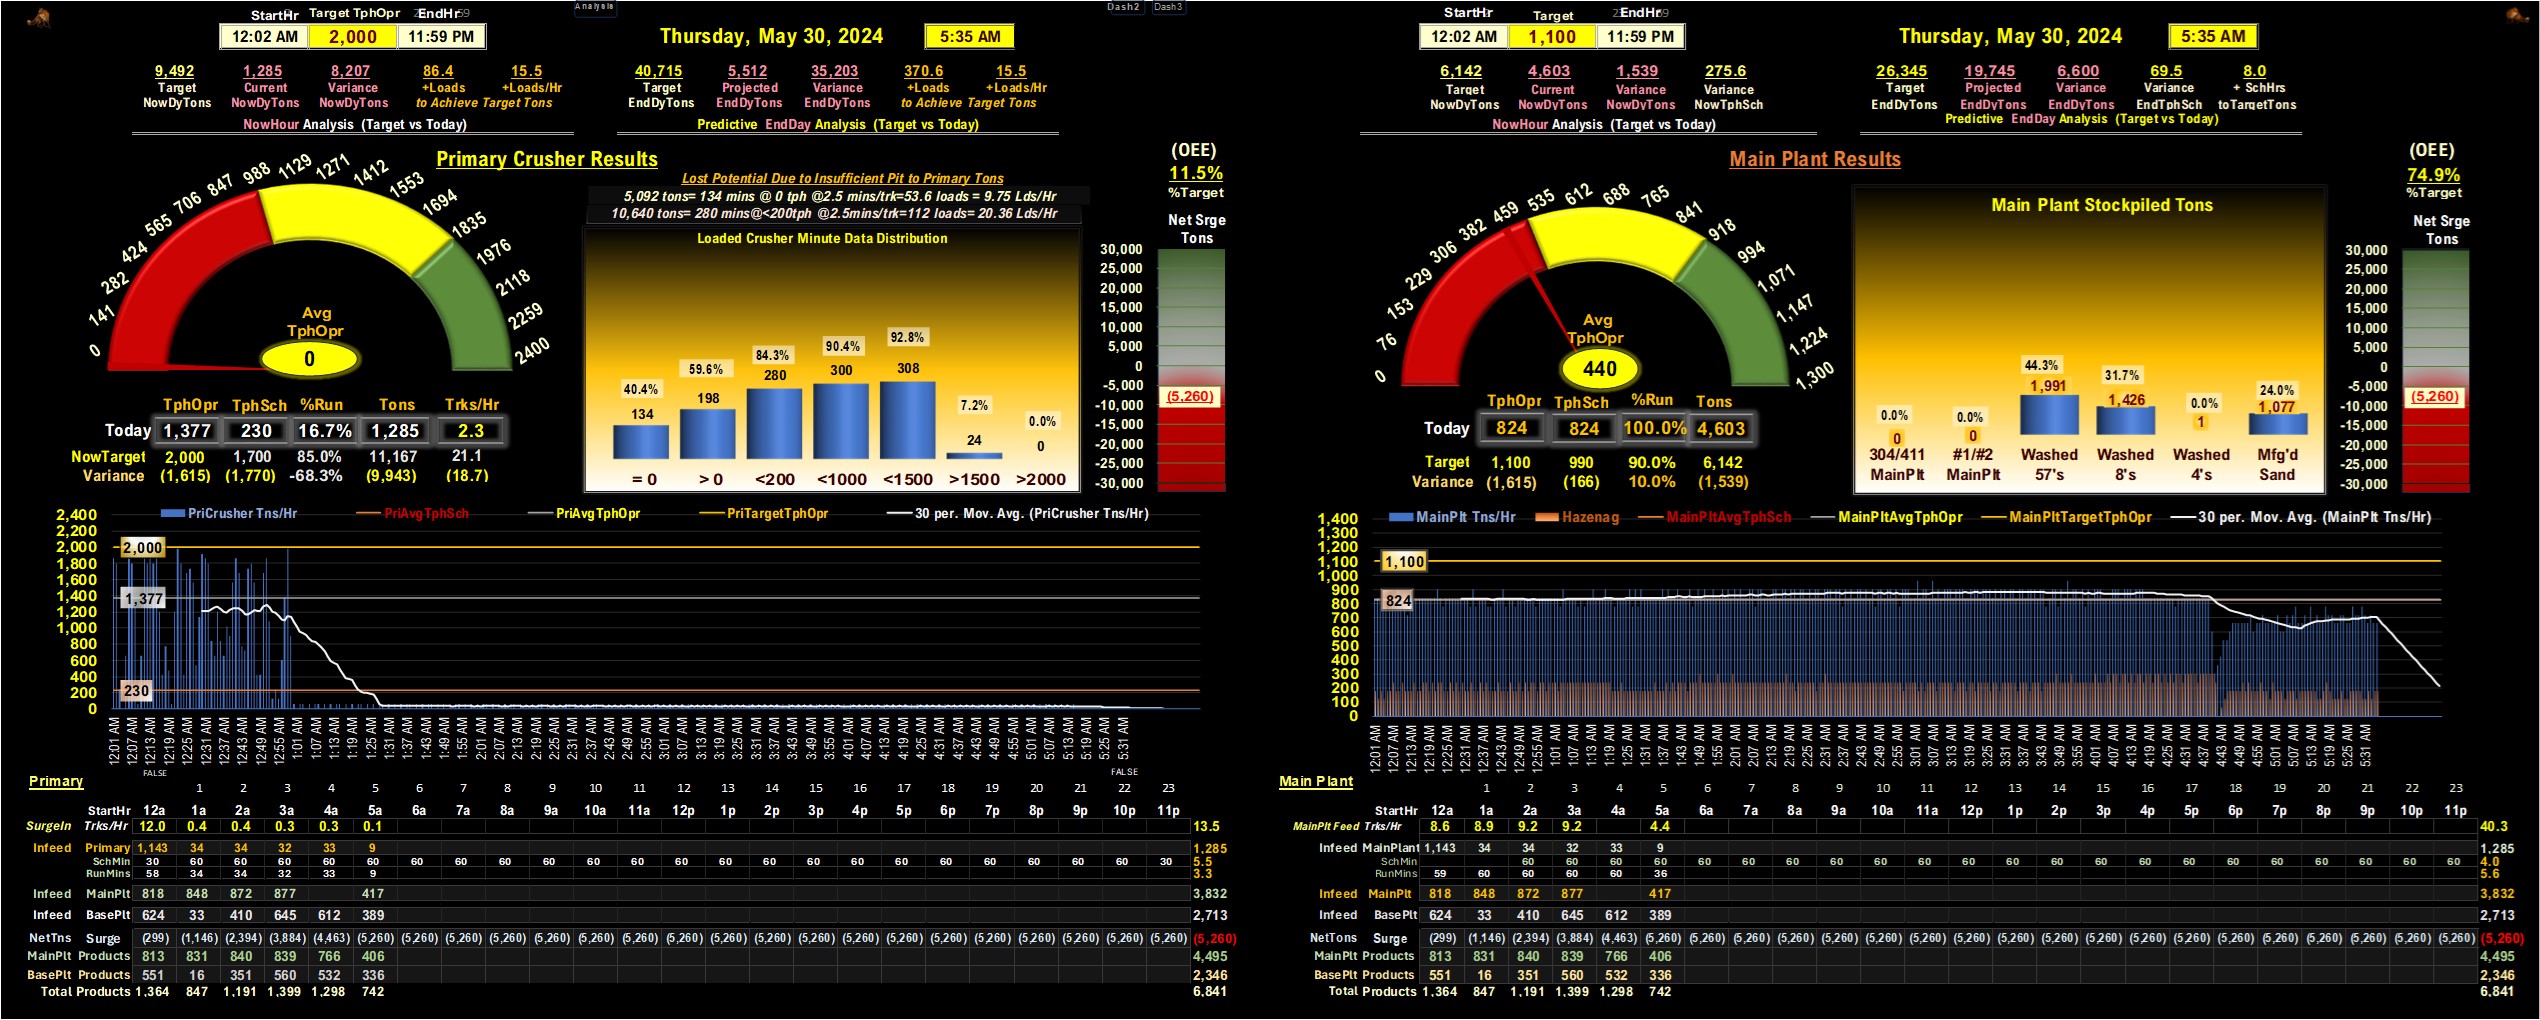 Analysis
Dash2 Dash3
StartHr Target TphOpr EndHr
12:02 AM 2,000 11:59 PM
Thursday, May 30, 2024 5:35 AM
9,492 1,285 8,207 86.4 15.5
Target Current Variance +Loads +Loads/Hr
NowDyTons NowDyTons NowDyTons to Achieve Target Tons
NowHour Analysis (Target vs Today)
40,715 5,512 35,203 370.6 15.5
Target Projected Variance +Loads +Loads/Hr
EndDyTons EndDyTons EndDyTons to Achieve Target Tons
Predictive EndDay Analysis (Target vs Today)
Primary Crusher Results
Lost Potential Due to Insufficient Pit to Primary Tons
5,092 tons= 134 mins @ 0 tph @2.5 mins/trk=53.6 loads = 9.75 Lds/Hr
10,640 tons= 280 mins@<200tph @2.5mins/trk=112 loads= 20.36 Lds/Hr
(OEE)
11.5%
%Target
Net Srge
Tons
30,000
25,000
20,000
15,000
10,000
5,000
0
-5,000
(5,260)
-10,000
-15,000
-20,000
-25,000
-30,000
0 141 282 424 565 706 847 988 1129 1271 1412 1553 1694 1835 1976 2118 2259 2400
Avg
TphOpr
0
Loaded Crusher Minute Data Distribution
40.4% 59.6% 84.3% 90.4% 92.8% 7.2% 0.0%
134 198 280 300 308 24 0
= 0 > 0 <200 <1000 <1500 >1500 >2000
TphOpr TphSch %Run Tons Trks/Hr
Today 1,377 230 16.7% 1,285 2.3
NowTarget 2,000 1,700 85.0% 11,167 21.1
Variance (1,615) (1,770) -68.3% (9,943) (18.7)
PriCrusher Tns/Hr PriAvgTphSch PriAvgTphOpr PriTargetTphOpr 30 per. Mov. Avg. (PriCrusher Tns/Hr)
2,400
2,200
2,000
1,800
1,600
1,400
1,200
1,000
800
600
400
200
0
2,000
1,377
230
12:01 AM 12:07 AM 12:13 AM 12:19 AM 12:25 AM 12:31 AM 12:37 AM 12:43 AM 12:49 AM 12:55 AM 1:01 AM 1:07 AM 1:13 AM 1:19 AM 1:25 AM 1:31 AM 1:37 AM 1:43 AM 1:49 AM 1:55 AM 2:01 AM 2:07 AM 2:13 AM 2:19 AM 2:25 AM 2:31 AM 2:37 AM 2:43 AM 2:49 AM 2:55 AM 3:01 AM 3:07 AM 3:13 AM 3:19 AM 3:25 AM 3:31 AM 3:37 AM 3:43 AM 3:49 AM 3:55 AM 4:01 AM 4:07 AM 4:13 AM 4:19 AM 4:25 AM 4:31 AM 4:37 AM 4:43 AM 4:49 AM 4:55 AM 5:01 AM 5:07 AM 5:13 AM 5:19 AM 5:25 AM 5:31 AM
FALSE FALSE
Primary
1 2 3 4 5 6 7 8 9 10 11 12 13 14 15 16 17 18 19 20 21 22 23
StartHr 12a 1a 2a 3a 4a 5a 6a 7a 8a 9a 10a 11a 12p 1p 2p 3p 4p 5p 6p 7p 8p 9p 10p 11p
SurgeIn Trks/Hr 12.0 0.4 0.4 0.3 0.3 0.1 13.5
Infeed Primary 1,143 34 34 32 33 9 1,285
SchMin 30 60 60 60 60 60 60 60 60 60 60 60 60 60 60 60 60 60 60 60 60 60 60 30 5.5
RunMins 58 34 34 32 33 9 3.3
Infeed MainPlt 818 848 872 877 417 3,832
Infeed BasePlt 624 33 410 645 612 389 2,713
NetTns Surge (299) (1,146) (2,394) (3,884) (4,463) (5,260) (5,260) (5,260) (5,260) (5,260) (5,260) (5,260) (5,260) (5,260) (5,260) (5,260) (5,260) (5,260) (5,260) (5,260) (5,260) (5,260) (5,260) (5,260) (5,260)
MainPlt Products 813 831 840 839 766 406 4,495
BasePlt Products 551 16 351 560 532 336 2,346
Total Products 1,364 847 1,191 1,399 1,298 742 6,841
StartHr Target EndHr
12:02 AM 1,100 11:59 PM
Thursday, May 30, 2024 5:35 AM
6,142 4,603 1,539 275.6
Target Current Variance Variance
NowDyTons NowDyTons NowDyTons NowTphSch
NowHour Analysis (Target vs Today)
26,345 19,745 6,600 69.5 8.0
Target Projected Variance Variance + SchHrs
EndDyTons EndDyTons EndDyTons EndTphSch toTargetTons
Predictive EndDay Analysis (Target vs Today)
Main Plant Results
(OEE)
74.9%
%Target
Net Srge
Tons
30,000
25,000
20,000
15,000
10,000
5,000
0
-5,000
(5,260)
-10,000
-15,000
-20,000
-25,000
-30,000
0 76 153 229 306 382 459 535 612 688 765 841 918 994 1,071 1,147 1,224 1,300
Avg
TphOpr
440
Main Plant Stockpiled Tons
0.0% 0.0% 44.3% 31.7% 0.0% 24.0%
0 0 1,991 1,426 1 1,077
304/411 #1/#2 Washed Washed Washed Mfg'd
MainPlt MainPlt 57's 8's 4's Sand
TphOpr TphSch %Run Tons
Today 824 824 100.0% 4,603
Target 1,100 990 90.0% 6,142
Variance (1,615) (166) 10.0% (1,539)
MainPlt Tns/Hr Hazenag MainPltAvgTphSch MainPltAvgTphOpr MainPltTargetTphOpr 30 per. Mov. Avg. (MainPlt Tns/Hr)
1,400
1,300
1,200
1,100
1,000
900
800
700
600
500
400
300
200
100
0
824
12:01 AM 12:07 AM 12:13 AM 12:19 AM 12:25 AM 12:31 AM 12:37 AM 12:43 AM 12:49 AM 12:55 AM 1:01 AM 1:07 AM 1:13 AM 1:19 AM 1:25 AM 1:31 AM 1:37 AM 1:43 AM 1:49 AM 1:55 AM 2:01 AM 2:07 AM 2:13 AM 2:19 AM 2:25 AM 2:31 AM 2:37 AM 2:43 AM 2:49 AM 2:55 AM 3:01 AM 3:07 AM 3:13 AM 3:19 AM 3:25 AM 3:31 AM 3:37 AM 3:43 AM 3:49 AM 3:55 AM 4:01 AM 4:07 AM 4:13 AM 4:19 AM 4:25 AM 4:31 AM 4:37 AM 4:43 AM 4:49 AM 4:55 AM 5:01 AM 5:07 AM 5:13 AM 5:19 AM 5:25 AM 5:31 AM
Main Plant
1 2 3 4 5 6 7 8 9 10 11 12 13 14 15 16 17 18 19 20 21 22 23
StartHr 12a 1a 2a 3a 4a 5a 6a 7a 8a 9a 10a 11a 12p 1p 2p 3p 4p 5p 6p 7p 8p 9p 10p 11p
MainPlt Feed Trks/Hr 8.6 8.9 9.2 9.2 4.4 40.3
Infeed MainPlant 1,143 34 34 32 33 9 1,285
SchMin 60 60 60 60 60 60 60 60 60 60 60 60 60 60 60 60 60 60 60 60 60 60 4.0
RunMins 59 60 60 60 60 36 5.6
Infeed MainPlt 818 848 872 877 417 3,832
Infeed BasePlt 624 33 410 645 612 389 2,713
NetTons Surge (299) (1,146) (2,394) (3,884) (4,463) (5,260) (5,260) (5,260) (5,260) (5,260) (5,260) (5,260) (5,260) (5,260) (5,260) (5,260) (5,260) (5,260) (5,260) (5,260) (5,260) (5,260) (5,260) (5,260) (5,260)
MainPlt Products 813 831 840 839 766 406 4,495
BasePlt Products 551 16 351 560 532 336 2,346
Total Products 1,364 847 1,191 1,399 1,298 742 6,841